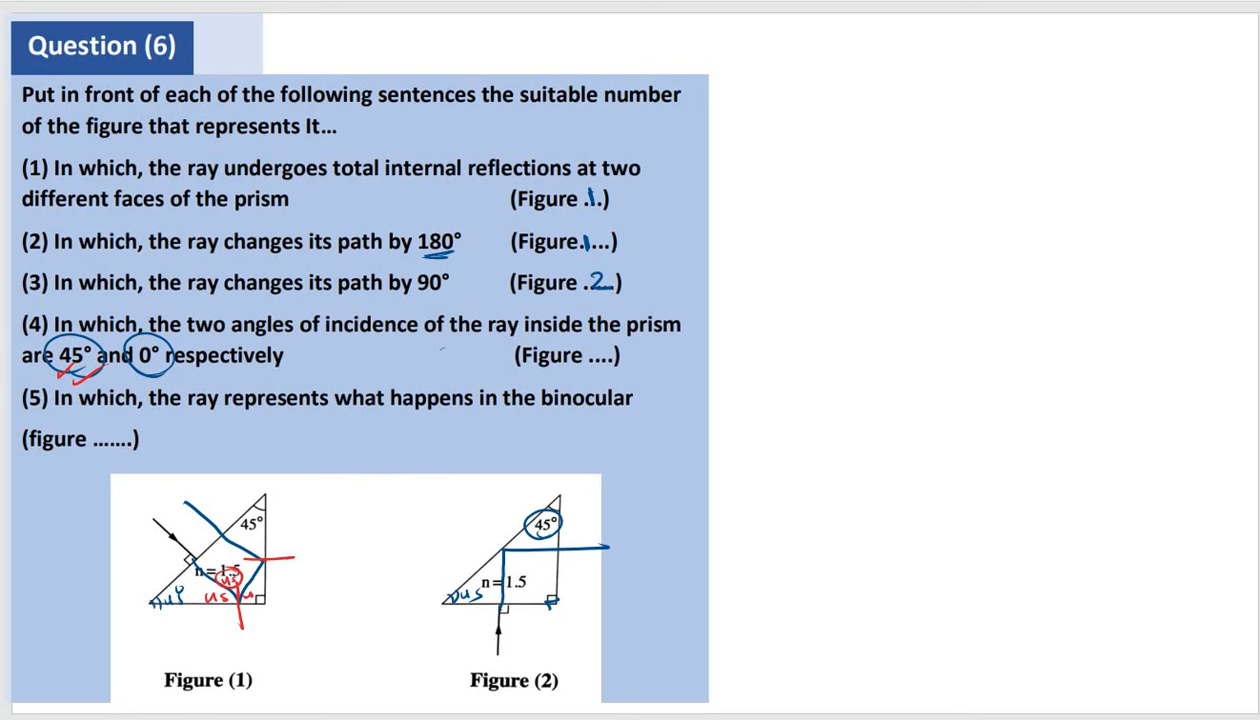 Question (6)
Put in front of each of the following sentences the suitable number
of the figure that represents It...
(1) In which, the ray undergoes total internal reflections at two
different faces of the prism (Figure .1.)
(2) In which, the ray changes its path by 180° (Figure.1...)
(3) In which, the ray changes its path by 90° (Figure .2..)
(4) In which, the two angles of incidence of the ray inside the prism
are 45° and 0° respectively (Figure ....)
(5) In which, the ray represents what happens in the binocular
(figure .......)
45°
n = 1.5
Figure (1)
45°
n = 1.5
Figure (2)